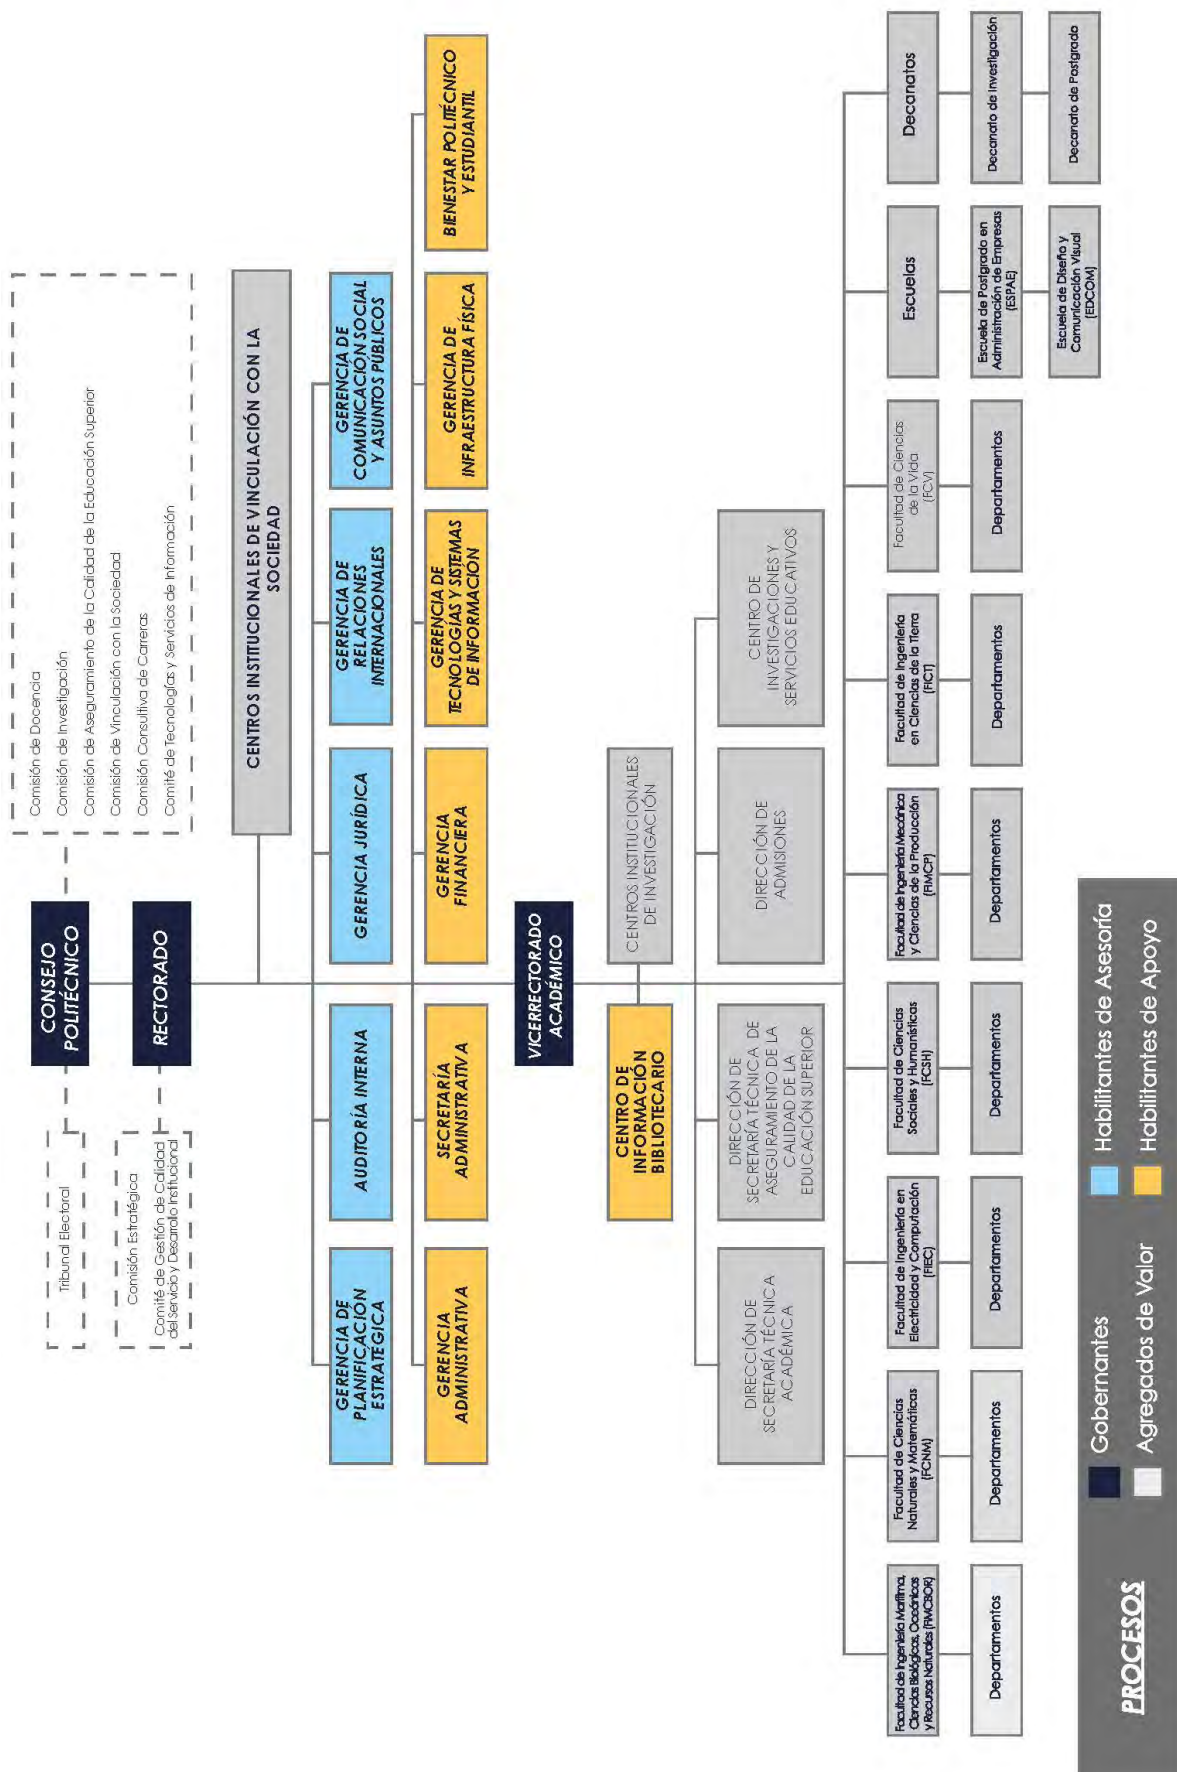 CONSEJO
POLITÉCNICO
RECTORADO
Tribunal Electoral
Comisión Estratégica
Comité de Gestión de Calidad
del Servicio y Desarrollo Institucional
Comisión de Docencia
Comisión de Investigación
Comisión de Aseguramiento de la Calidad de la Educación Superior
Comisión de Vinculación con la Sociedad
Comisión Consultiva de Carreras
Comité de Tecnologías y Servicios de Información
CENTROS INSTITUCIONALES DE VINCULACIÓN CON LA
SOCIEDAD
GERENCIA DE
PLANIFICACIÓN
ESTRATÉGICA
AUDITORÍA INTERNA
GERENCIA JURÍDICA
GERENCIA DE
RELACIONES
INTERNACIONALES
GERENCIA DE
COMUNICACIÓN SOCIAL
Y ASUNTOS PÚBLICOS
GERENCIA
ADMINISTRATIVA
SECRETARÍA
ADMINISTRATIVA
GERENCIA
FINANCIERA
GERENCIA DE
TECNOLOGÍAS Y SISTEMAS
DE INFORMACIÓN
GERENCIA DE
INFRAESTRUCTURA FÍSICA
BIENESTAR POLITÉCNICO
Y ESTUDIANTIL
VICERRECTORADO
ACADÉMICO
CENTRO DE
INFORMACIÓN
BIBLIOTECARIO
CENTROS INSTITUCIONALES
DE INVESTIGACIÓN
DIRECCIÓN DE
SECRETARÍA TÉCNICA
ACADÉMICA
DIRECCIÓN DE
SECRETARÍA TÉCNICA DE
ASEGURAMIENTO DE LA
CALIDAD DE LA
EDUCACIÓN SUPERIOR
DIRECCIÓN DE
ADMISIONES
CENTRO DE
INVESTIGACIONES Y
SERVICIOS EDUCATIVOS
Facultad de Ingeniería Marítima,
Ciencias Biológicas, Oceánicas
y Recursos Naturales (FIMCBOR)
Facultad de Ciencias
Naturales y Matemáticas
(FCNM)
Facultad de Ingeniería en
Electricidad y Computación
(FIEC)
Facultad de Ciencias
Sociales y Humanísticas
(FCSH)
Facultad de Ingeniería Mecánica
y Ciencias de la Producción
(FIMCP)
Facultad de Ingeniería
en Ciencias de la Tierra
(FICT)
Facultad de Ciencias
de la Vida
(FCV)
Escuelas
Decanatos
Departamentos
Departamentos
Departamentos
Departamentos
Departamentos
Departamentos
Departamentos
Escuela de Postgrado en
Administración de Empresas
(ESPAE)
Decanato de Investigación
Escuela de Diseño y
Comunicación Visual
(EDCOM)
Decanato de Postgrado
PROCESOS
Gobernantes
Habilitantes de Asesoría
Agregados de Valor
Habilitantes de Apoyo